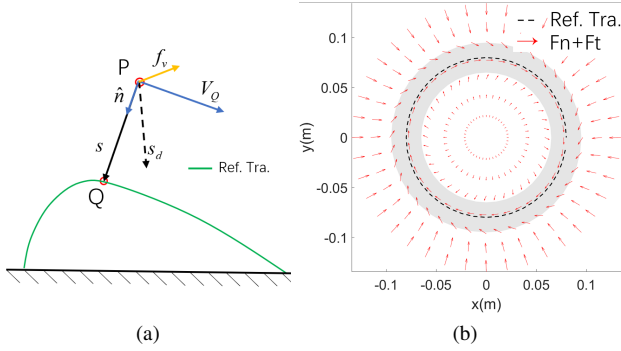 P
f_v
n̂
V_Q
s
s_d
Ref. Tra.
Q
(a)
Ref. Tra.
Fn+Ft
0.1
0.05
0
-0.05
-0.1
y(m)
-0.1
-0.05
0
0.05
0.1
x(m)
(b)